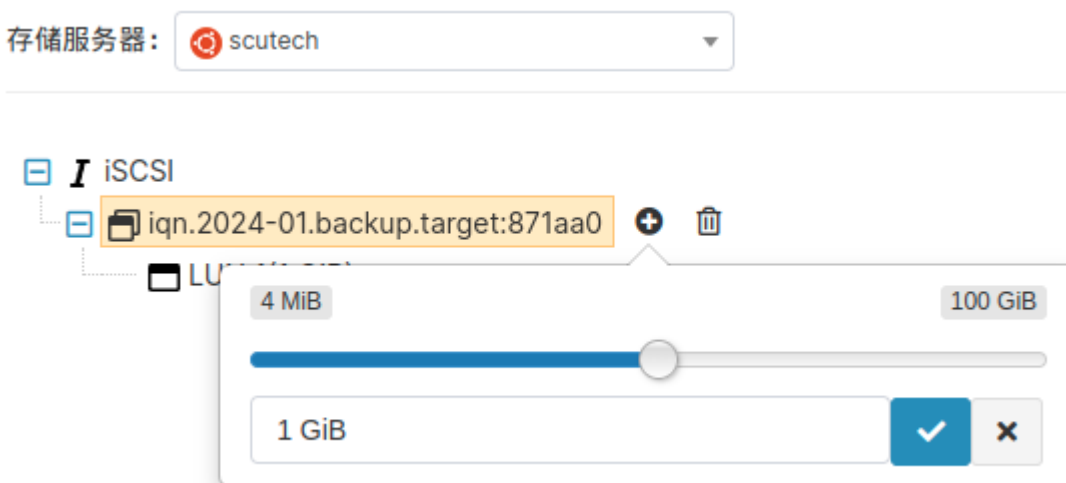 存储服务器： scutech
iSCSI
iqn.2024-01.backup.target:871aa0
4 MiB 100 GiB
1 GiB